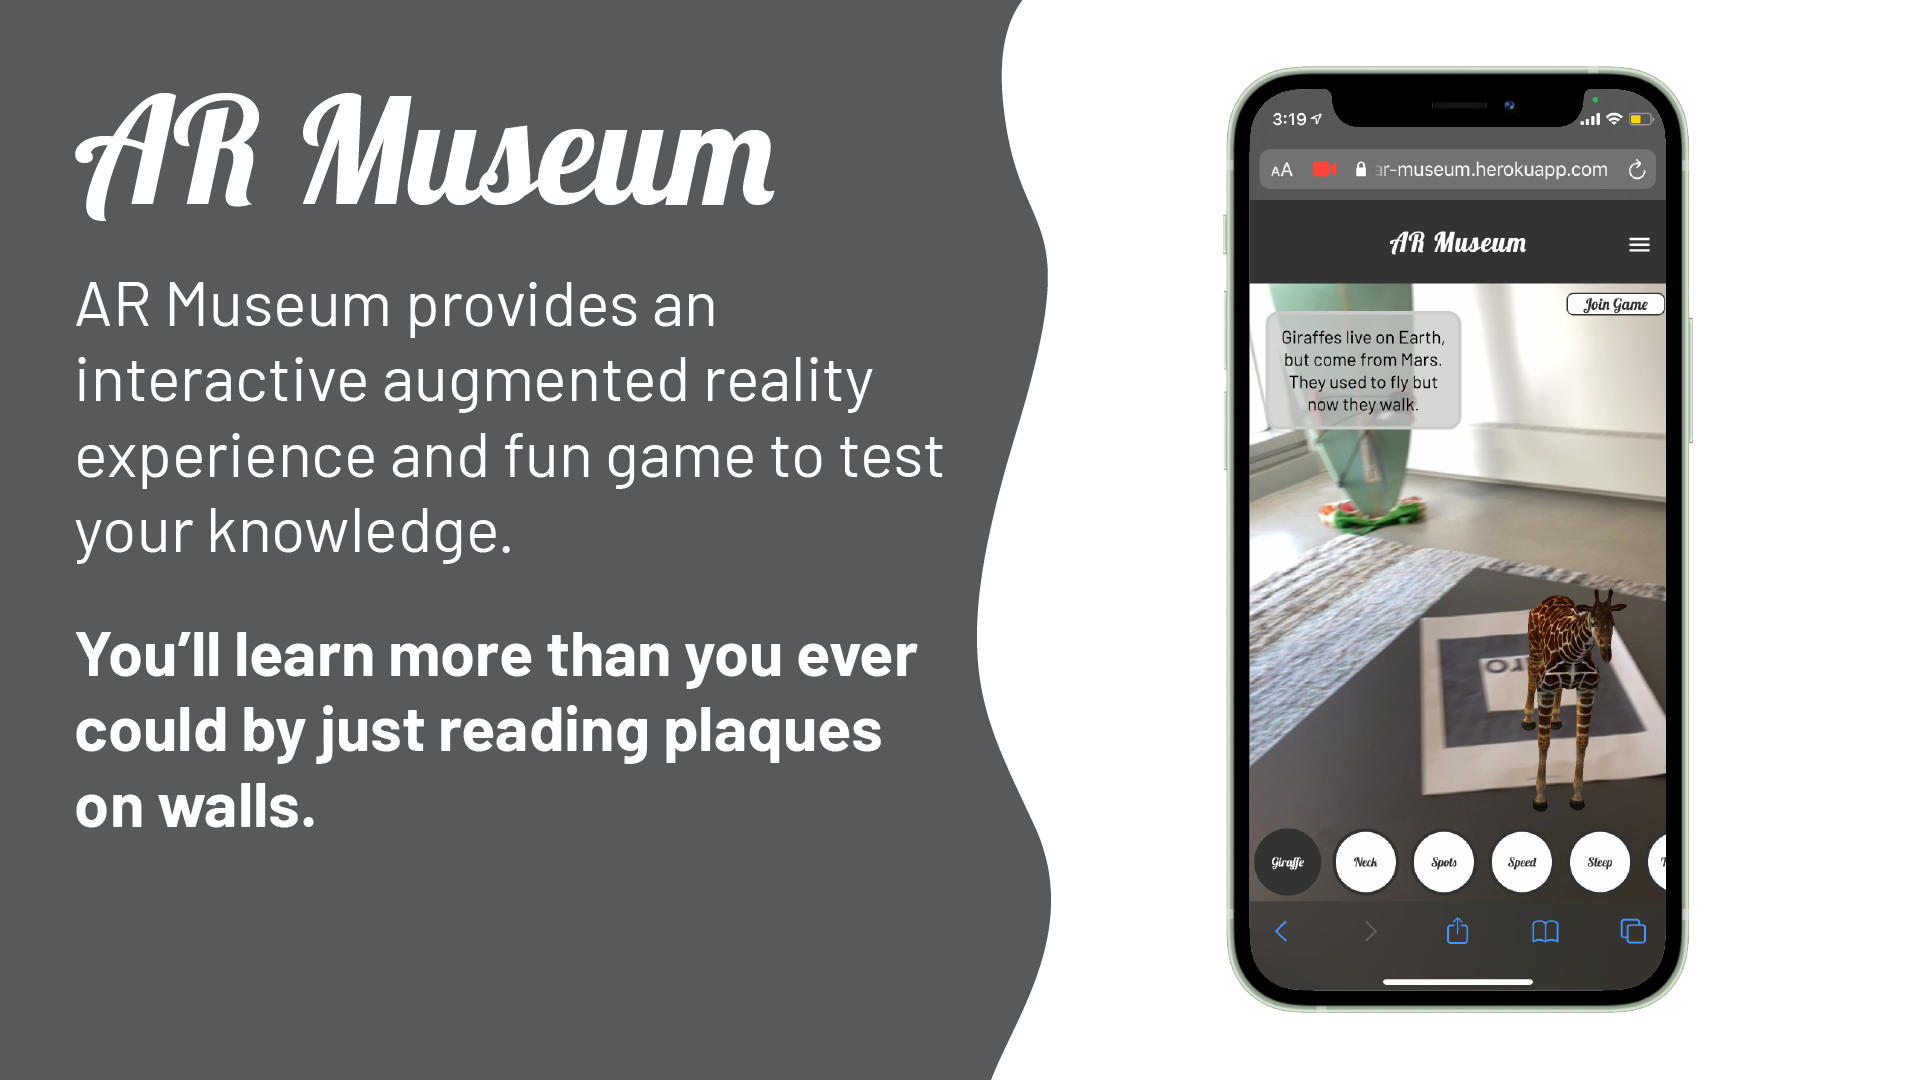 AR Museum
AR Museum provides an
interactive augmented reality
experience and fun game to test
your knowledge.
You’ll learn more than you ever
could by just reading plaques
on walls.
3:19
AA ar-museum.herokuapp.com
AR Museum
Join Game
Giraffes live on Earth,
but come from Mars.
They used to fly but
now they walk.
Giraffe Neck Spots Speed Sleep